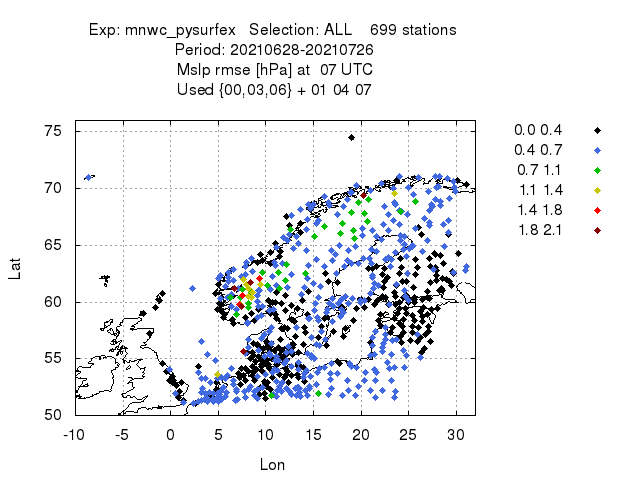 Exp: mnwc_pysurfex   Selection: ALL    699 stations
Period: 20210628-20210726
Mslp rmse [hPa] at  07 UTC
Used {00,03,06} + 01 04 07
0.0 0.4
0.4 0.7
0.7 1.1
1.1 1.4
1.4 1.8
1.8 2.1
Lat
75
70
65
60
55
50
-10 -5 0 5 10 15 20 25 30
Lon